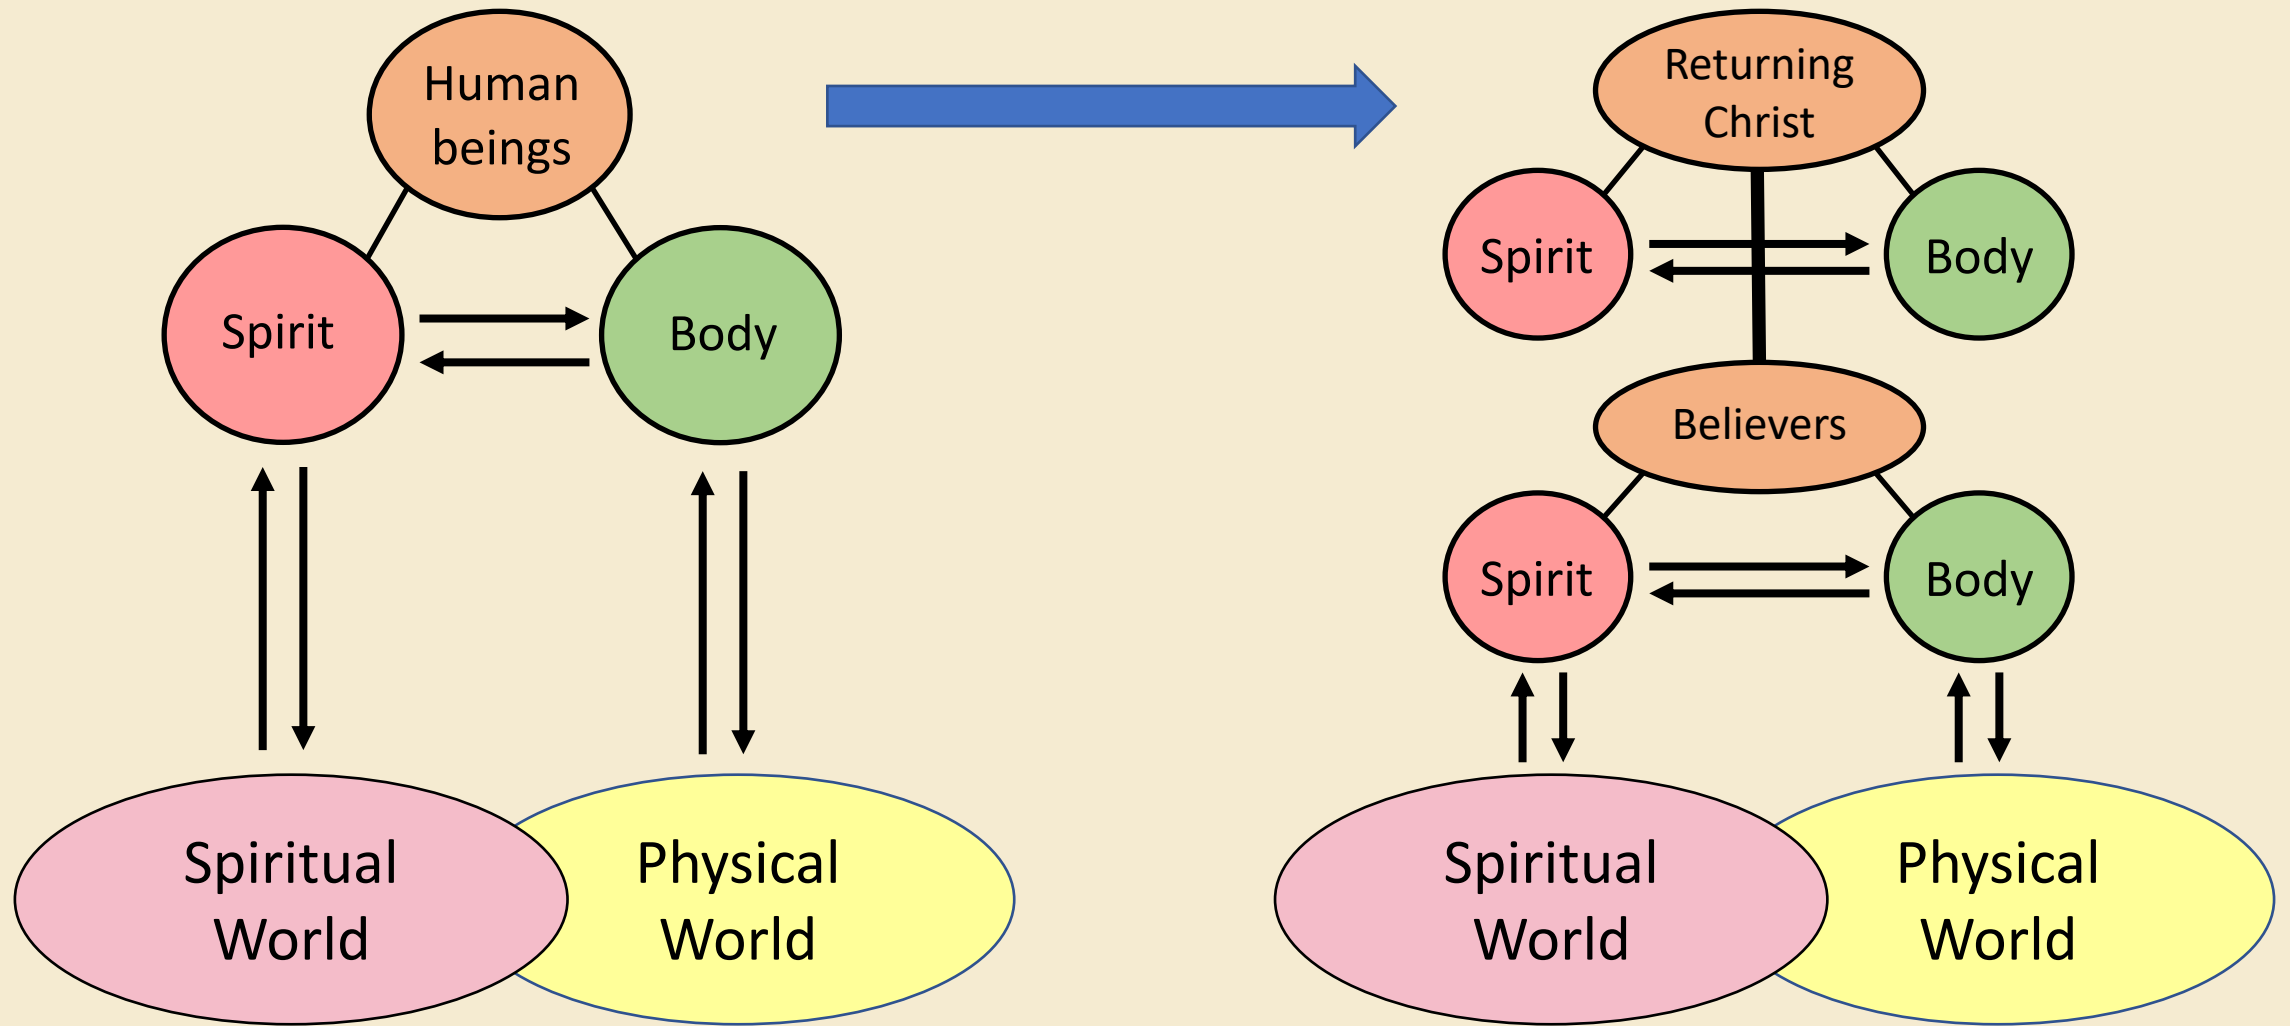 Human
beings
Spirit
Body
Spiritual
World
Physical
World
Returning
Christ
Spirit
Body
Believers
Spirit
Body
Spiritual
World
Physical
World